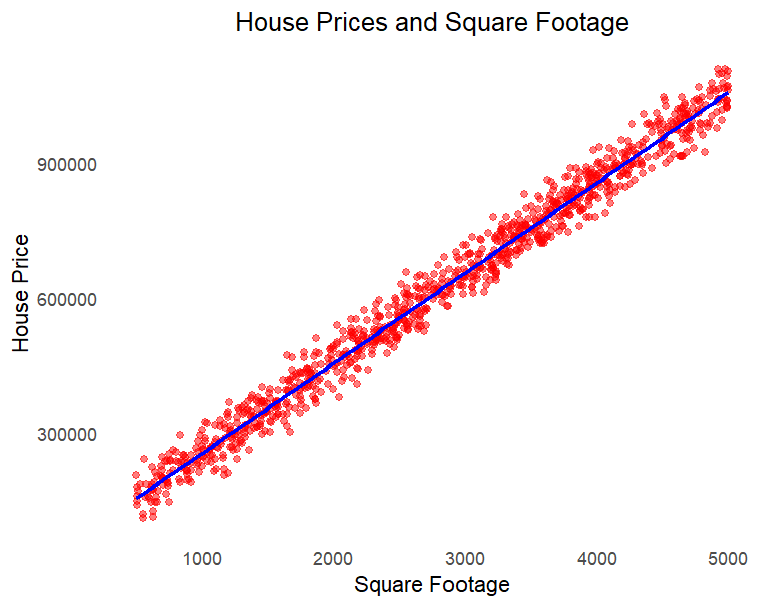 House Prices and Square Footage
House Price
900000
600000
300000
1000 2000 3000 4000 5000
Square Footage